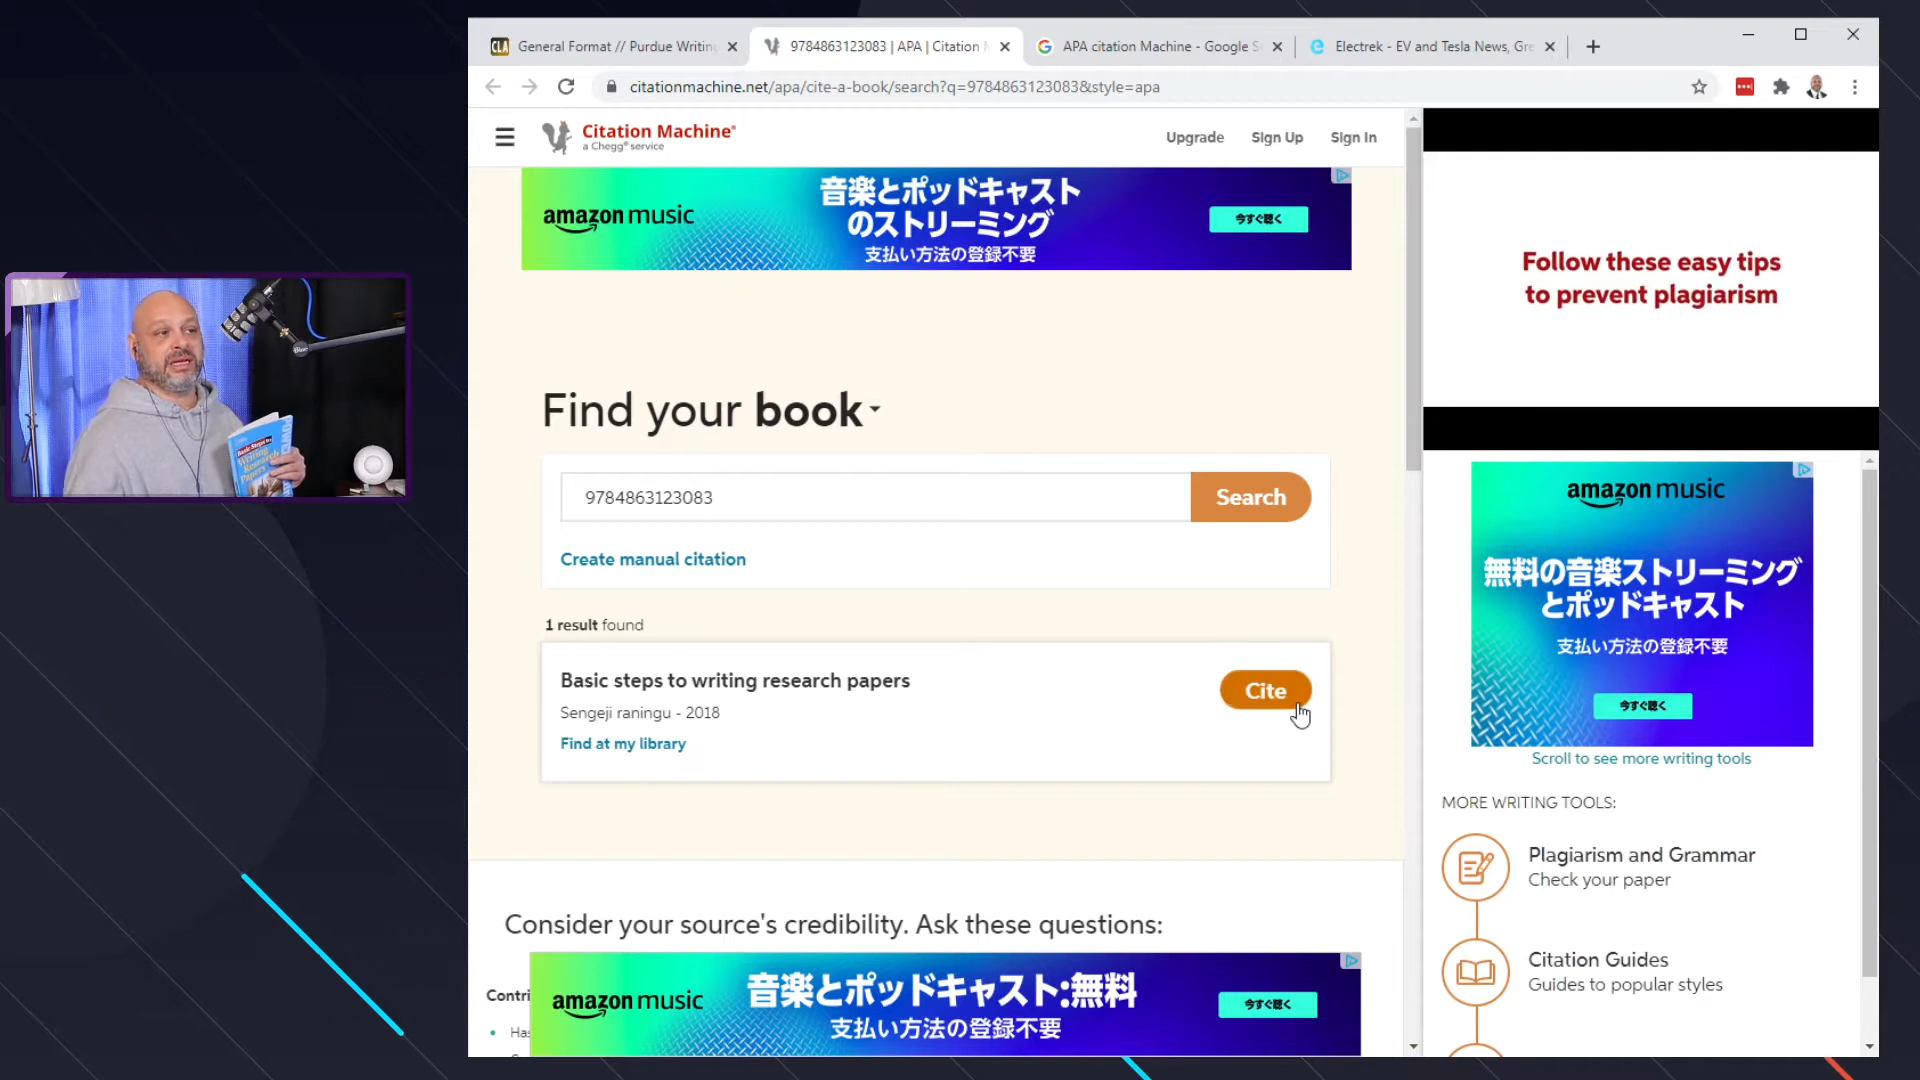 CLA General Format // Purdue Writing
9784863123083 | APA | Citation M
G APA citation Machine - Google S
Electrek - EV and Tesla News, Gre
citationmachine.net/apa/cite-a-book/search?q=9784863123083&style=apa
Citation Machine®
a Chegg® service
Upgrade
Sign Up
Sign In
amazon music
音楽とポッドキャスト
のストリーミング
支払い方法の登録不要
今すぐ聴く
Follow these easy tips
to prevent plagiarism
Basic Steps to
Writing
Research
Papers
Find your book
9784863123083
Search
Create manual citation
1 result found
Basic steps to writing research papers
Sengeji raningu - 2018
Find at my library
Cite
amazon music
無料の音楽ストリーミング
とポッドキャスト
支払い方法の登録不要
今すぐ聴く
Scroll to see more writing tools
MORE WRITING TOOLS:
Plagiarism and Grammar
Check your paper
Citation Guides
Guides to popular styles
Consider your source's credibility. Ask these questions:
Contri
Has
amazon music
音楽とポッドキャスト:無料
支払い方法の登録不要
今すぐ聴く